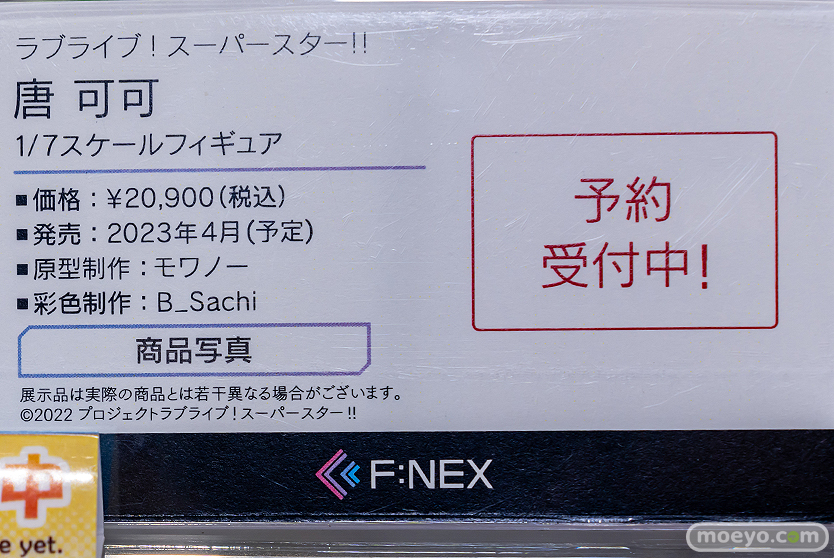 ラブライブ！スーパースター!!
唐 可可
1/7スケールフィギュア
■価格：¥20,900（税込）
■発売：2023年4月（予定）
■原型制作：モワノー
■彩色制作：B_Sachi
商品写真
展示品は実際の商品とは若干異なる場合がございます。
©2022 プロジェクトラブライブ！スーパースター!!
予約
受付中！
F:NEX
中
e yet.
moeyo.com